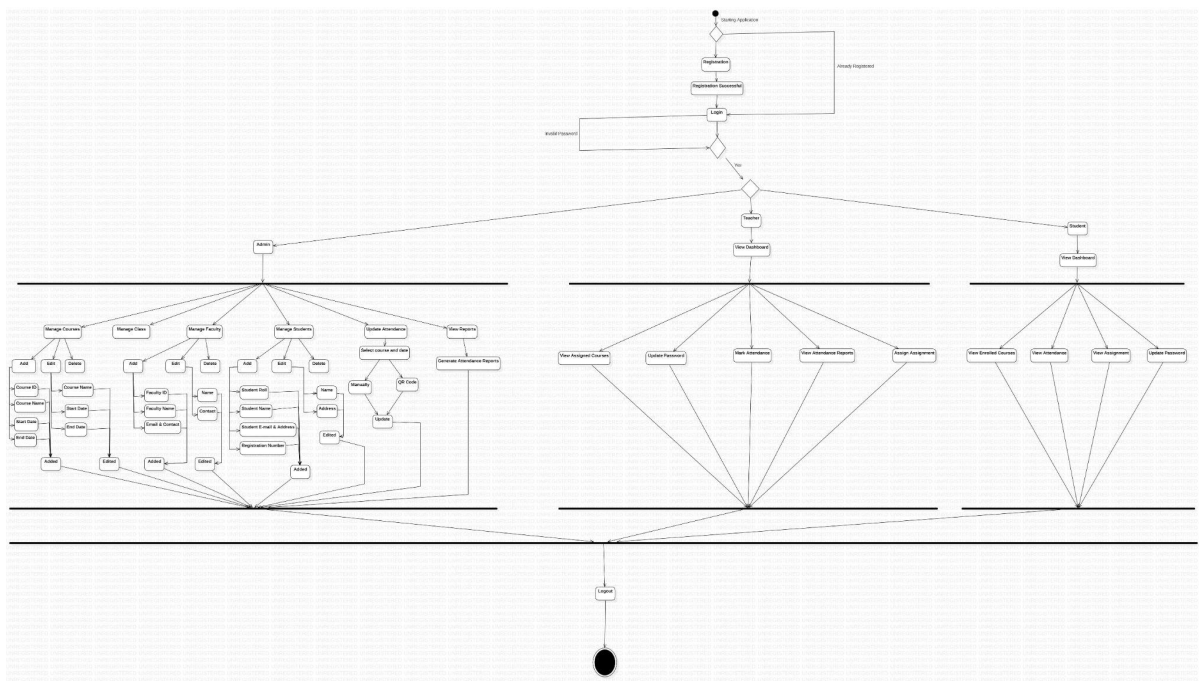 Starting Application
Registration
Already Registered
Registration Successful
Login
Invalid Password
Yes
Teacher
Student
Admin
View Dashboard
View Dashboard
Manage Courses
Manage Class
Manage Faculty
Manage Students
Update Attendance
View Reports
Select course and date
Generate Attendance Reports
Add
Edit
Delete
Add
Edit
Delete
Add
Edit
Delete
View Assigned Courses
Update Password
Mark Attendance
View Attendance Reports
Assign Assignment
View Enrolled Courses
View Attendance
View Assignment
Update Password
Course ID
Course Name
Faculty ID
Name
Student Roll
Name
Manually
QR Code
Course Name
Start Date
Faculty Name
Contact
Student Name
Address
Start Date
End Date
Email & Contact
Student E-mail & Address
Update
End Date
Registration Number
Edited
Added
Edited
Added
Edited
Added
Logout